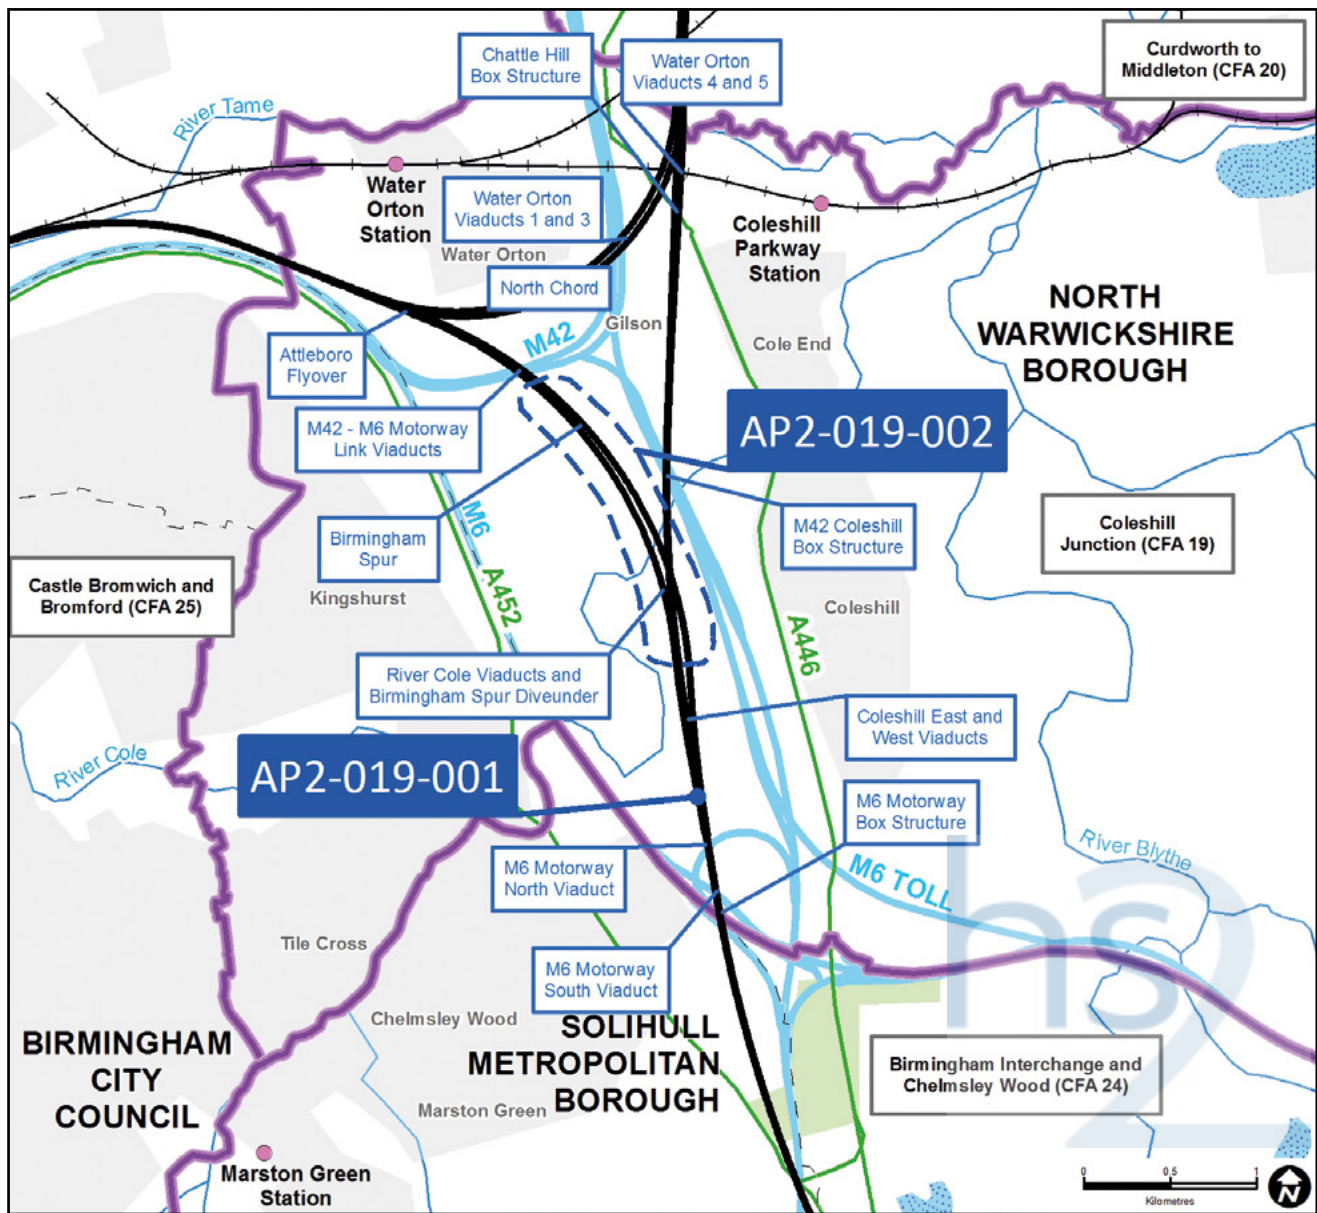 Chattle Hill
Box Structure
Water Orton
Viaducts 4 and 5
Curdworth to
Middleton (CFA 20)
River Tame
Water
Orton
Station
Water Orton
Viaducts 1 and 3
Water Orton
Coleshill
Parkway
Station
North Chord
NORTH
WARWICKSHIRE
BOROUGH
Gilson
M42
Cole End
Attleboro
Flyover
M42 - M6 Motorway
Link Viaducts
AP2-019-002
M6
Birmingham
Spur
M42 Coleshill
Box Structure
Coleshill
Junction (CFA 19)
Castle Bromwich and
Bromford (CFA 25)
Kingshurst
A452
Coleshill
A446
River Cole Viaducts and
Birmingham Spur Diveunder
Coleshill East and
West Viaducts
River Cole
AP2-019-001
M6 Motorway
Box Structure
M6 Motorway
North Viaduct
M6 TOLL
River Blythe
hs2
Tile Cross
M6 Motorway
South Viaduct
Chelmsley Wood
BIRMINGHAM
CITY
COUNCIL
SOLIHULL
METROPOLITAN
BOROUGH
Birmingham Interchange and
Chelmsley Wood (CFA 24)
Marston Green
Marston Green
Station
0 0.5 1
Kilometres
N